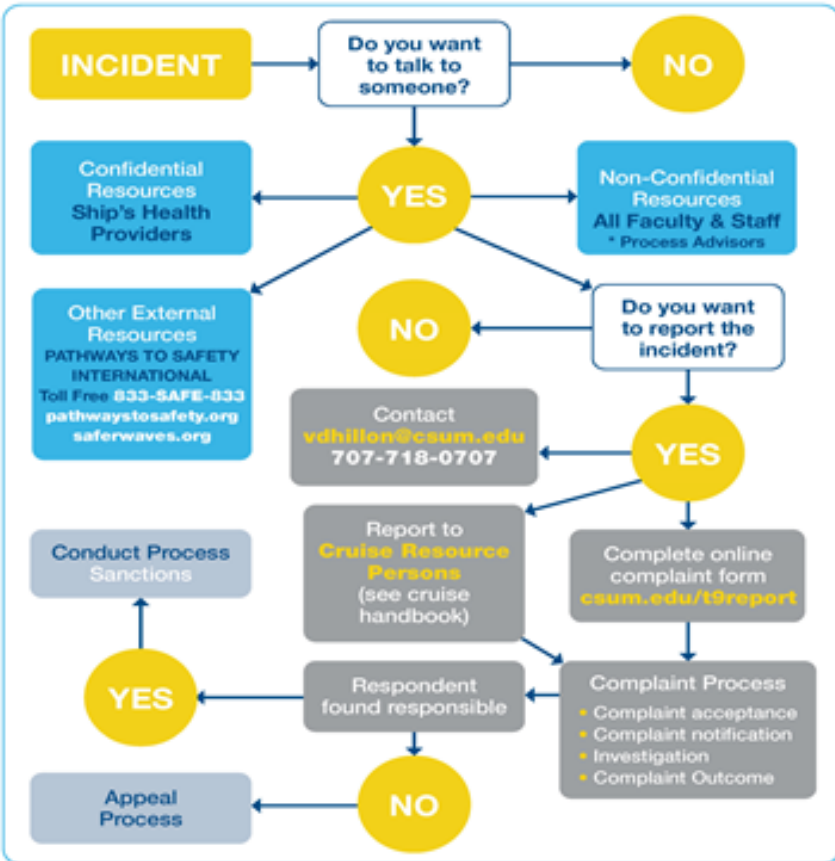 INCIDENT
Do you want
to talk to
someone?
NO
Confidential
Resources
Ship's Health
Providers
YES
Non-Confidential
Resources
All Faculty & Staff
* Process Advisors
Other External
Resources
PATHWAYS TO SAFETY
INTERNATIONAL
Toll Free 833-SAFE-833
pathwaystosafety.org
saferwaves.org
NO
Do you want
to report the
incident?
Contact
vdhillon@csum.edu
707-718-0707
YES
Conduct Process
Sanctions
Report to
Cruise Resource
Persons
(see cruise
handbook)
Complete online
complaint form
csum.edu/t9report
YES
Respondent
found responsible
Complaint Process
• Complaint acceptance
• Complaint notification
• Investigation
• Complaint Outcome
Appeal
Process
NO